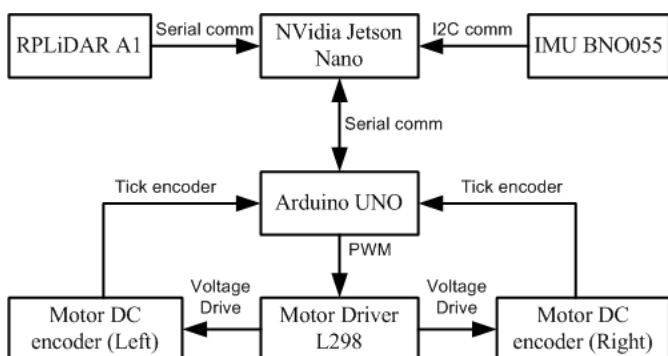 Serial comm
RPLiDAR A1
NVidia Jetson
Nano
I2C comm
IMU BNO055
Serial comm
Tick encoder
Arduino UNO
Tick encoder
PWM
Voltage
Drive
Voltage
Drive
Motor DC
encoder (Left)
Motor Driver
L298
Motor DC
encoder (Right)